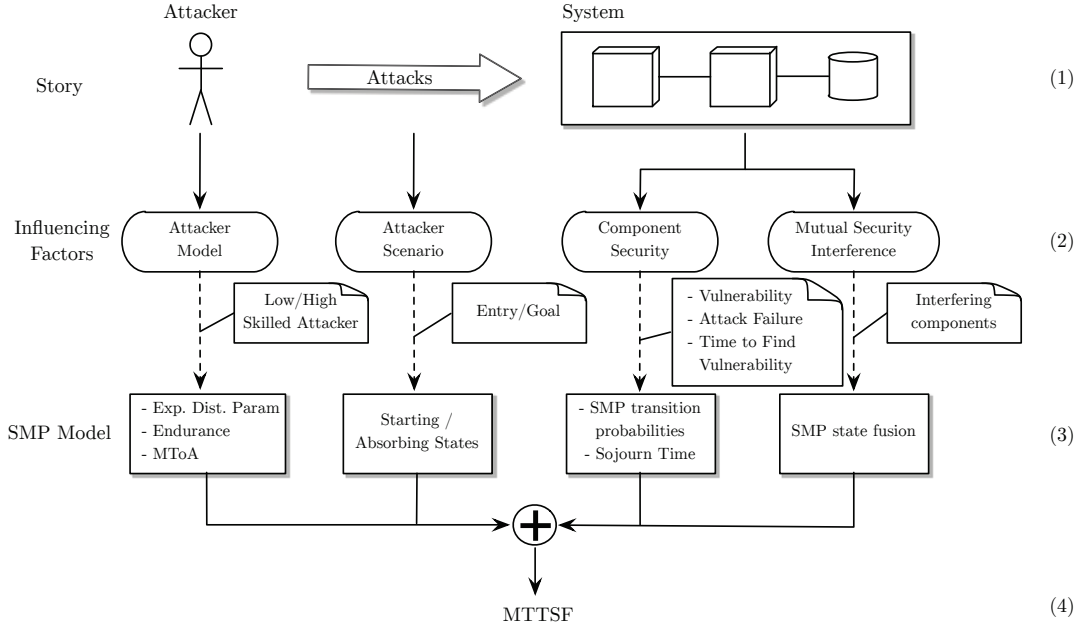 Attacker
System
Story
Attacks
(1)
Influencing
Factors
Attacker
Model
Attacker
Scenario
Component
Security
Mutual Security
Interference
(2)
Low/High
Skilled Attacker
Entry/Goal
- Vulnerability
- Attack Failure
- Time to Find
Vulnerability
Interfering
components
SMP Model
- Exp. Dist. Param
- Endurance
- MToA
Starting /
Absorbing States
- SMP transition
probabilities
- Sojourn Time
SMP state fusion
(3)
MTTSF
(4)